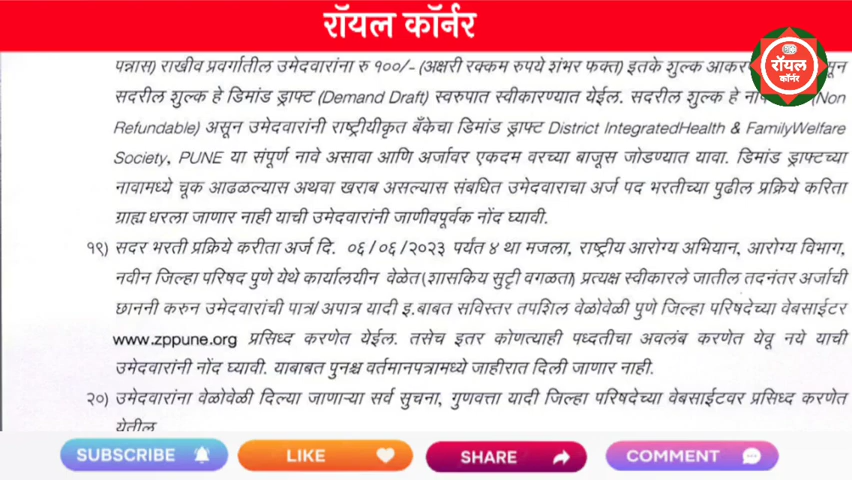 रॉयल कॉर्नर
रॉयल
कॉर्नर
पन्नास) राखीव प्रवर्गातील उमेदवारांना रु १००/- (अक्षरी रक्कम रुपये शंभर फक्त) इतके शुल्क
सदरील शुल्क हे डिमांड ड्राफ्ट (Demand Draft) स्वरुपात स्वीकारण्यात येईल. सदरील शुल्क हे (Non
Refundable) असून उमेदवारांनी राष्ट्रीयीकृत बँकेचा डिमांड ड्राफ्ट District IntegratedHealth & FamilyWelfare
Society, PUNE या संपूर्ण नावे असावा आणि अर्जावर एकदम वरच्या बाजूस जोडण्यात यावा. डिमांड ड्राफ्टच्या
नावामध्ये चूक आढळल्यास अथवा खराब असल्यास संबधित उमेदवाराचा अर्ज पद भरतीच्या पुढील प्रक्रिये करिता
ग्राह्य धरला जाणार नाही याची उमेदवारांनी जाणीवपूर्वक नोंद घ्यावी.
१९) सदर भरती प्रक्रिये करीता अर्ज दि. ०६/०६/२०२३ पर्यंत ४ था मजला, राष्ट्रीय आरोग्य अभियान, आरोग्य विभाग,
नवीन जिल्हा परिषद पुणे येथे कार्यालयीन वेळेत(शासकिय सुट्टी वगळता) प्रत्यक्ष स्वीकारले जातील तदनंतर अर्जाची
छाननी करुन उमेदवारांची पात्र/अपात्र यादी इ.बाबत सविस्तर तपशिल वेळोवेळी पुणे जिल्हा परिषदेच्या वेबसाईटर
www.zppune.org प्रसिध्द करणेत येईल. तसेच इतर कोणत्याही पध्दतीचा अवलंब करणेत येवू नये याची
उमेदवारांनी नोंद घ्यावी. याबाबत पुनश्च वर्तमानपत्रामध्ये जाहीरात दिली जाणार नाही.
२०) उमेदवारांना वेळोवेळी दिल्या जाणाऱ्या सर्व सुचना, गुणवत्ता यादी जिल्हा परिषदेच्या वेबसाईटवर प्रसिध्द करणेत
येतील
SUBSCRIBE LIKE SHARE COMMENT